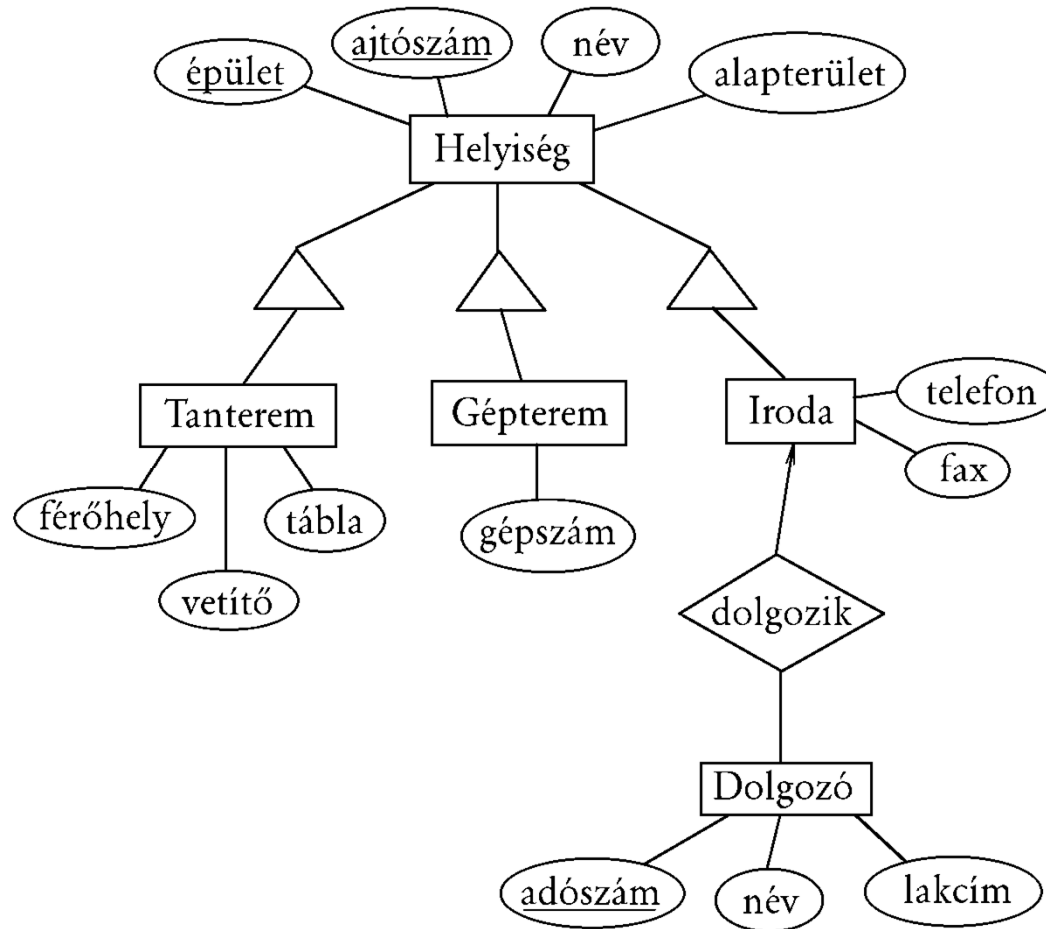 épület
ajtószám
név
alapterület
Helyiség
Tanterem
Gépterem
Iroda
telefon
fax
férőhely
vetítő
tábla
gépszám
dolgozik
Dolgozó
adószám
név
lakcím